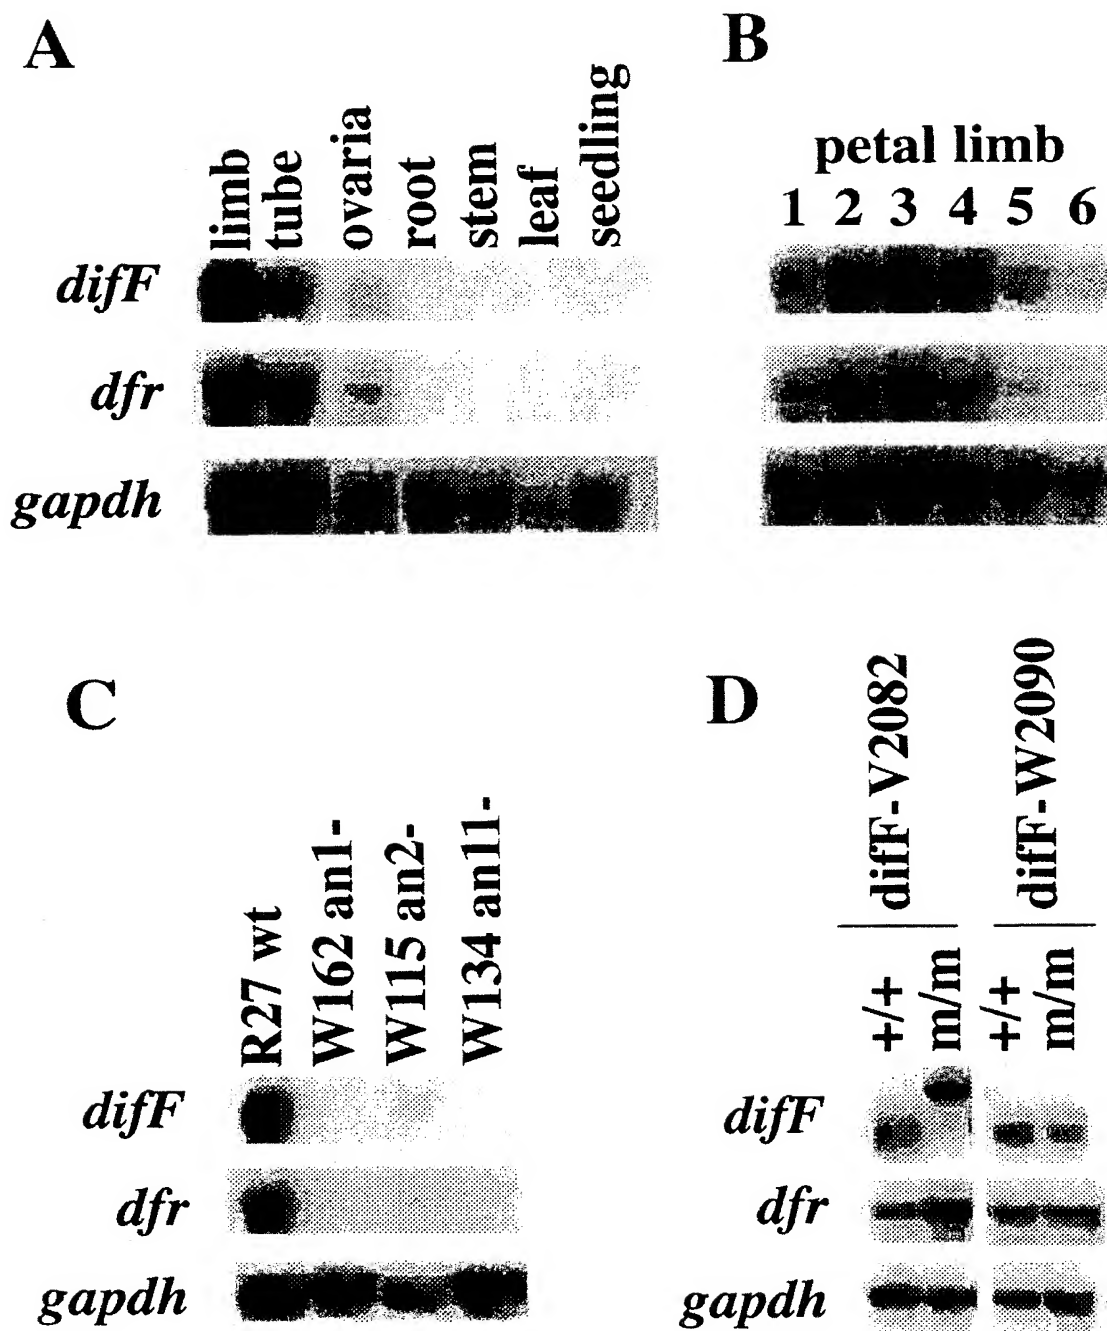 A
limb
tube
ovaria
root
stem
leaf
seedling
difF
dfr
gapdh
B
petal limb
1 2 3 4 5 6
C
R27 wt
W162 an1-
W115 an2-
W134 an11-
difF
dfr
gapdh
D
difF-V2082
difF-W2090
+/+
m/m
+/+
m/m
difF
dfr
gapdh